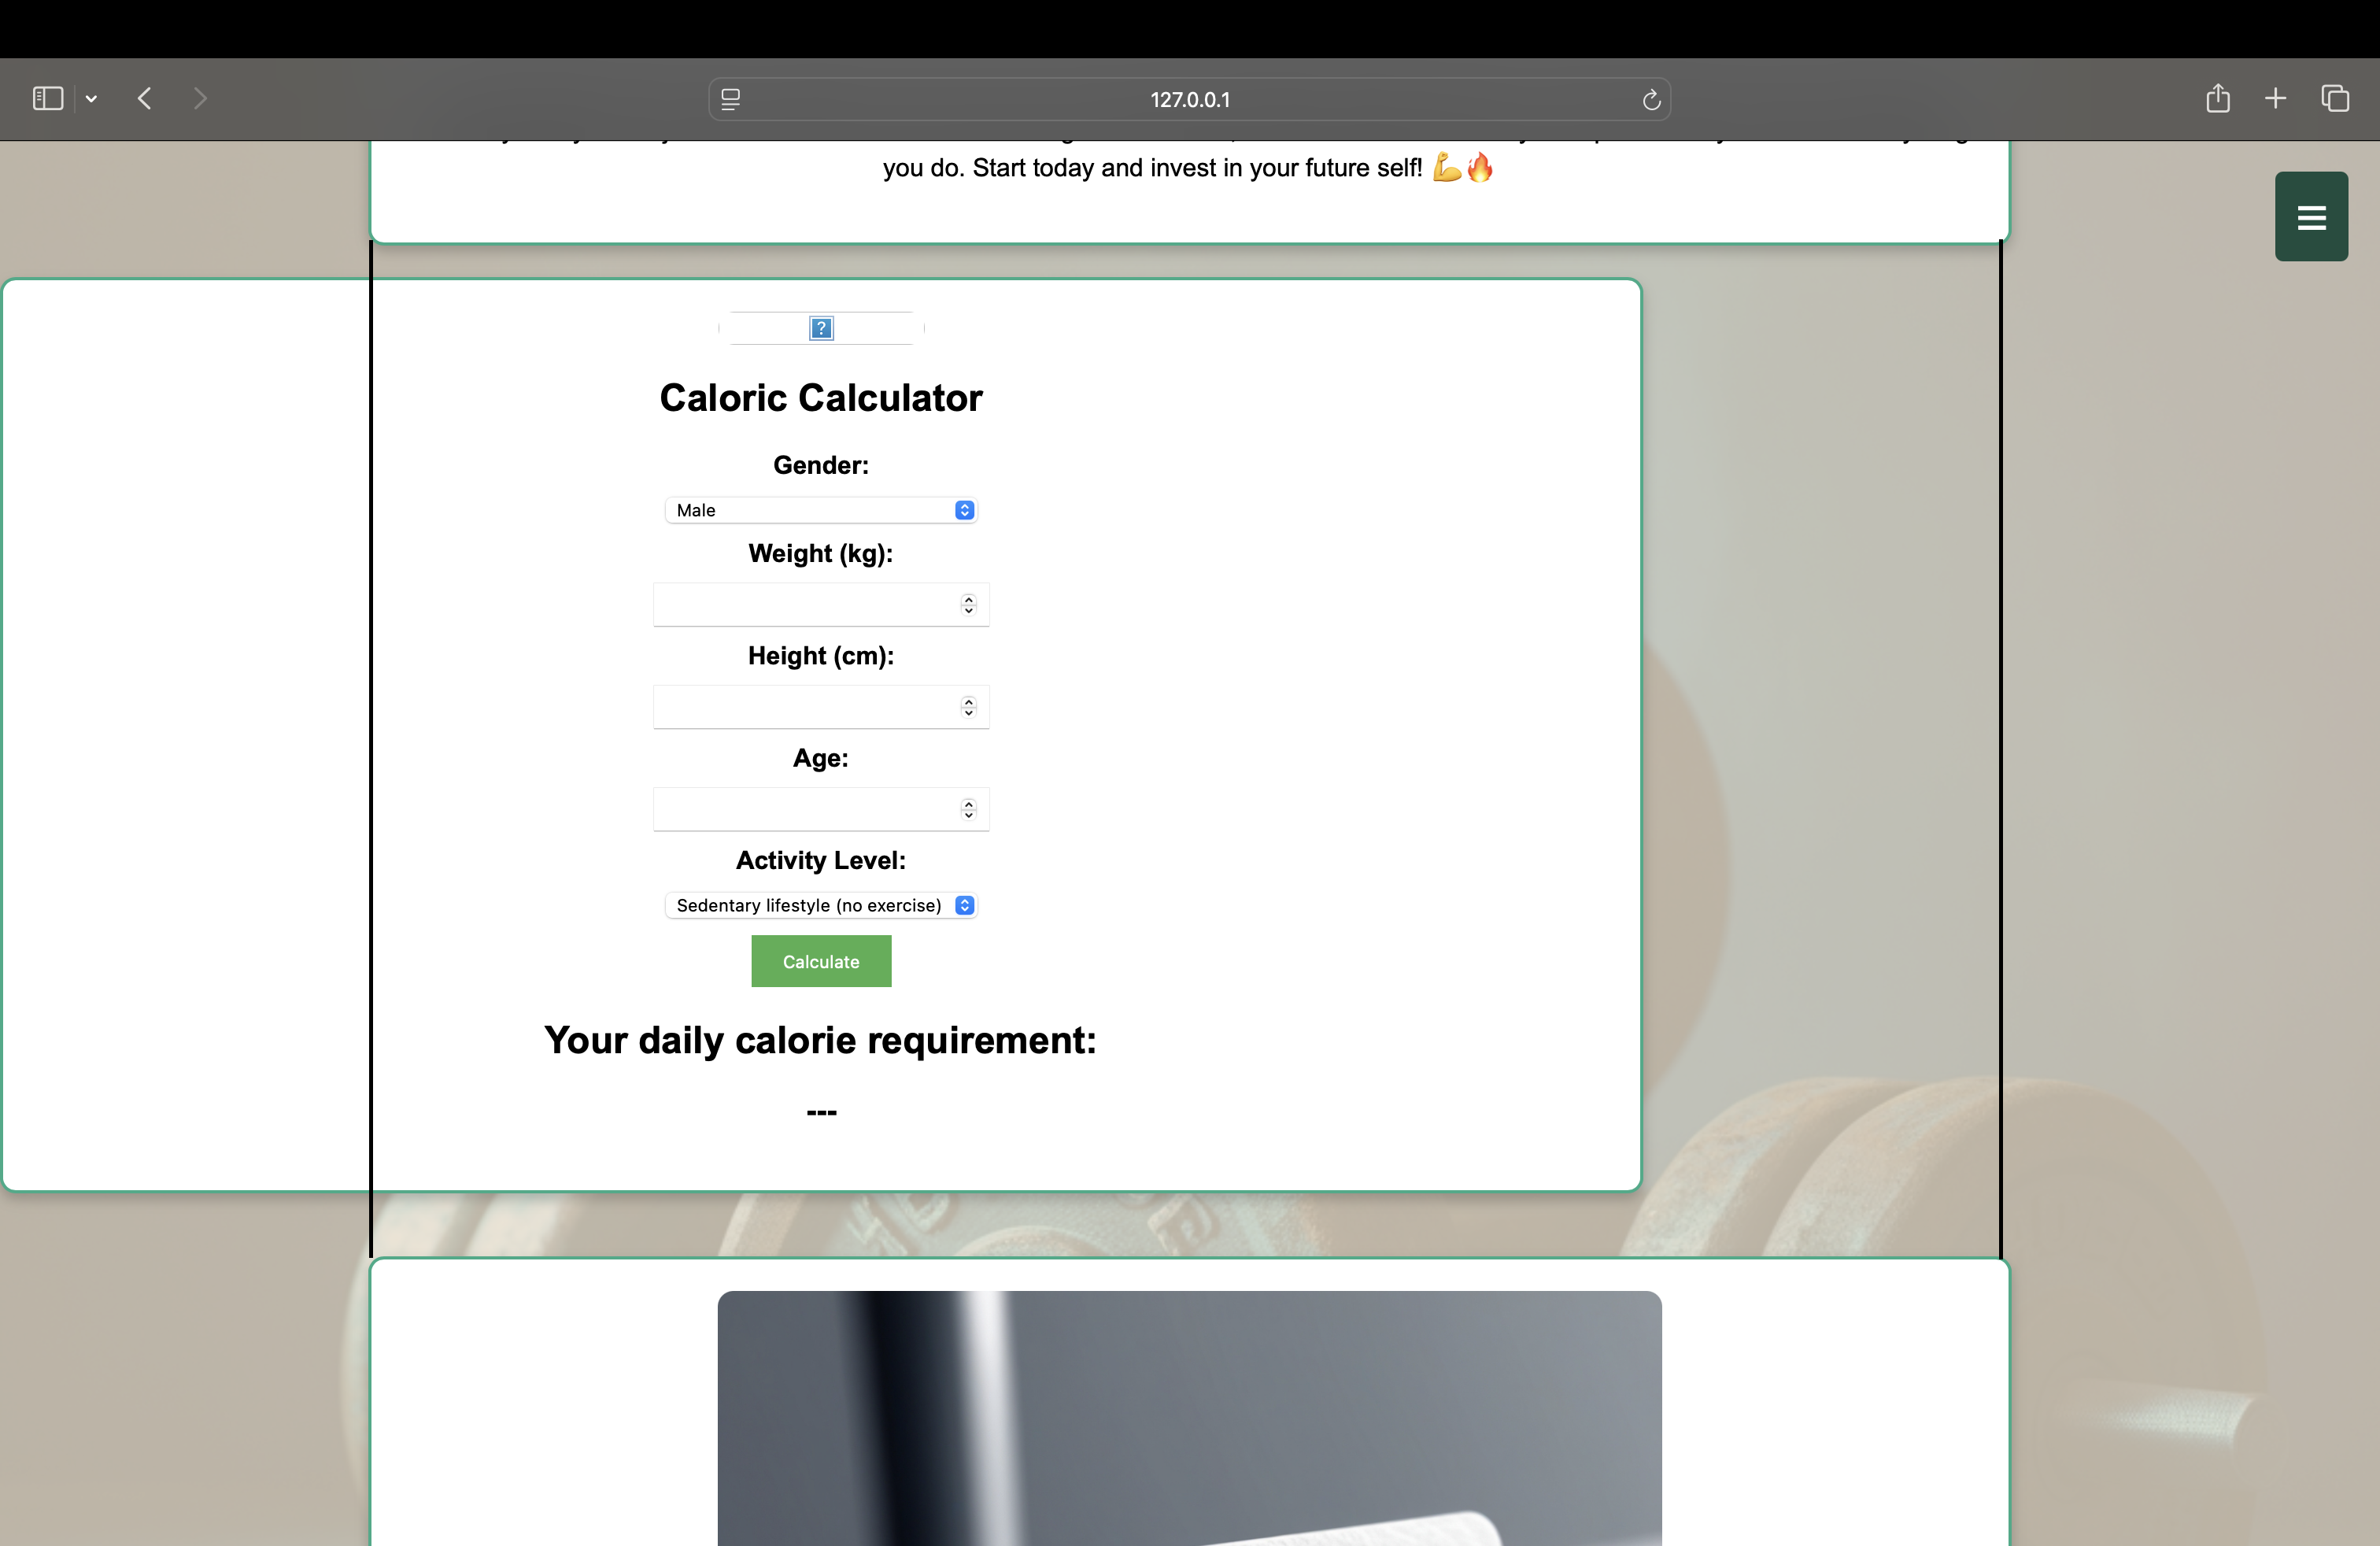 127.0.0.1
you do. Start today and invest in your future self! 💪🔥
?
Caloric Calculator
Gender:
Male
Weight (kg):
Height (cm):
Age:
Activity Level:
Sedentary lifestyle (no exercise)
Calculate
Your daily calorie requirement:
---